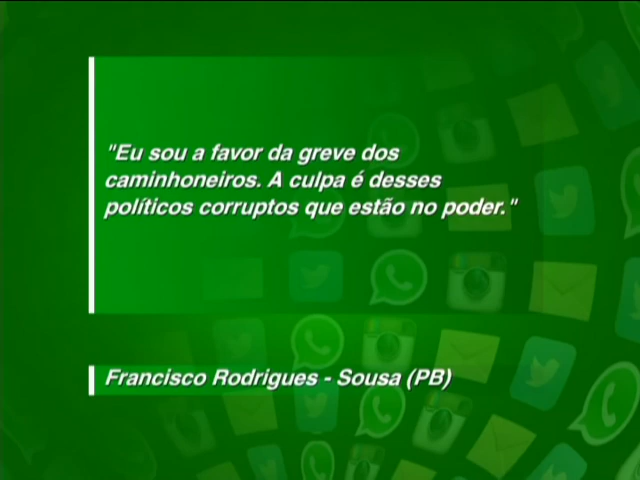 "Eu sou a favor da greve dos
caminhoneiros. A culpa é desses
políticos corruptos que estão no poder."
Francisco Rodrigues - Sousa (PB)